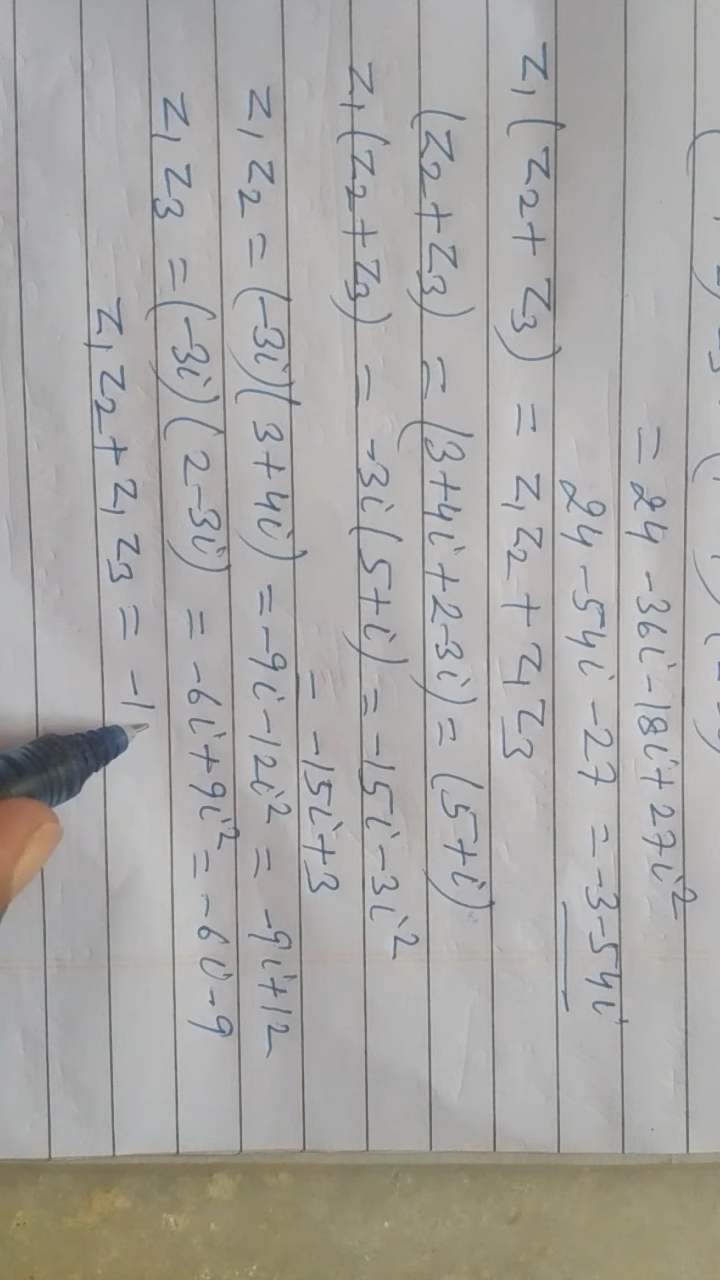 = 24 - 36i - 18i + 27i²
24 - 54i - 27 = -3 - 54i
z₁(z₂ + z₃) = z₁z₂ + z₁z₃
(z₂ + z₃) = (3 + 4i + 2 - 3i) = (5 + i)
z₁(z₂ + z₃) = -3i(5 + i) = -15i - 3i²
= -15i + 3
z₁z₂ = (-3i)(3 + 4i) = -9i - 12i² = -9i + 12
z₁z₃ = (-3i)(2 - 3i) = -6i + 9i² = -6i - 9
z₁z₂ + z₁z₃ = -1